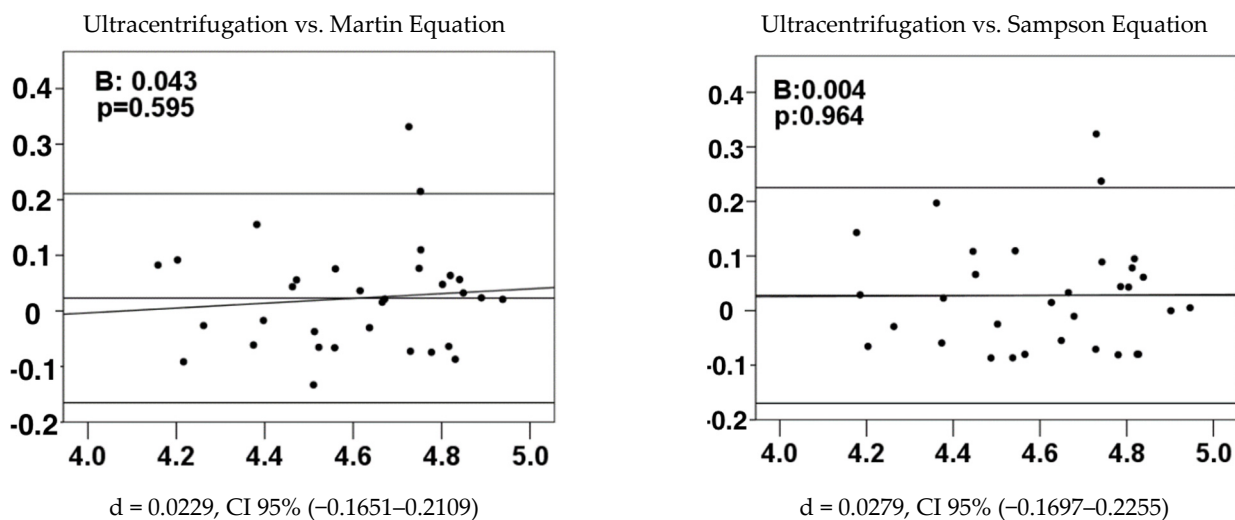 Ultracentrifugation vs. Martin Equation
B: 0.043
p=0.595
0.4
0.3
0.2
0.1
0
-0.1
-0.2
4.0 4.2 4.4 4.6 4.8 5.0
d = 0.0229, CI 95% (−0.1651–0.2109)
Ultracentrifugation vs. Sampson Equation
B:0.004
p:0.964
0.4
0.3
0.2
0.1
0
-0.1
-0.2
4.0 4.2 4.4 4.6 4.8 5.0
d = 0.0279, CI 95% (−0.1697–0.2255)